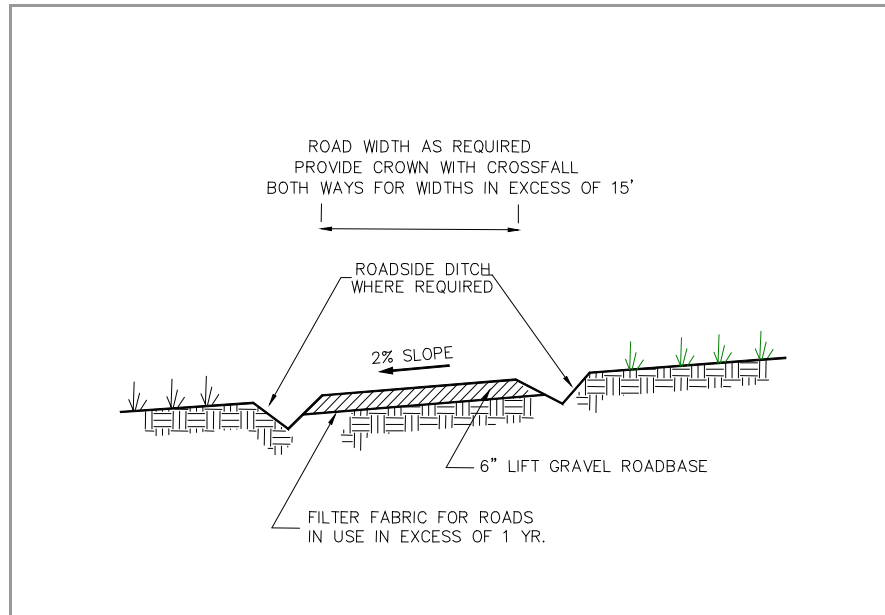 ROAD WIDTH AS REQUIRED
PROVIDE CROWN WITH CROSSFALL
BOTH WAYS FOR WIDTHS IN EXCESS OF 15'
ROADSIDE DITCH
WHERE REQUIRED
2% SLOPE
6" LIFT GRAVEL ROADBASE
FILTER FABRIC FOR ROADS
IN USE IN EXCESS OF 1 YR.